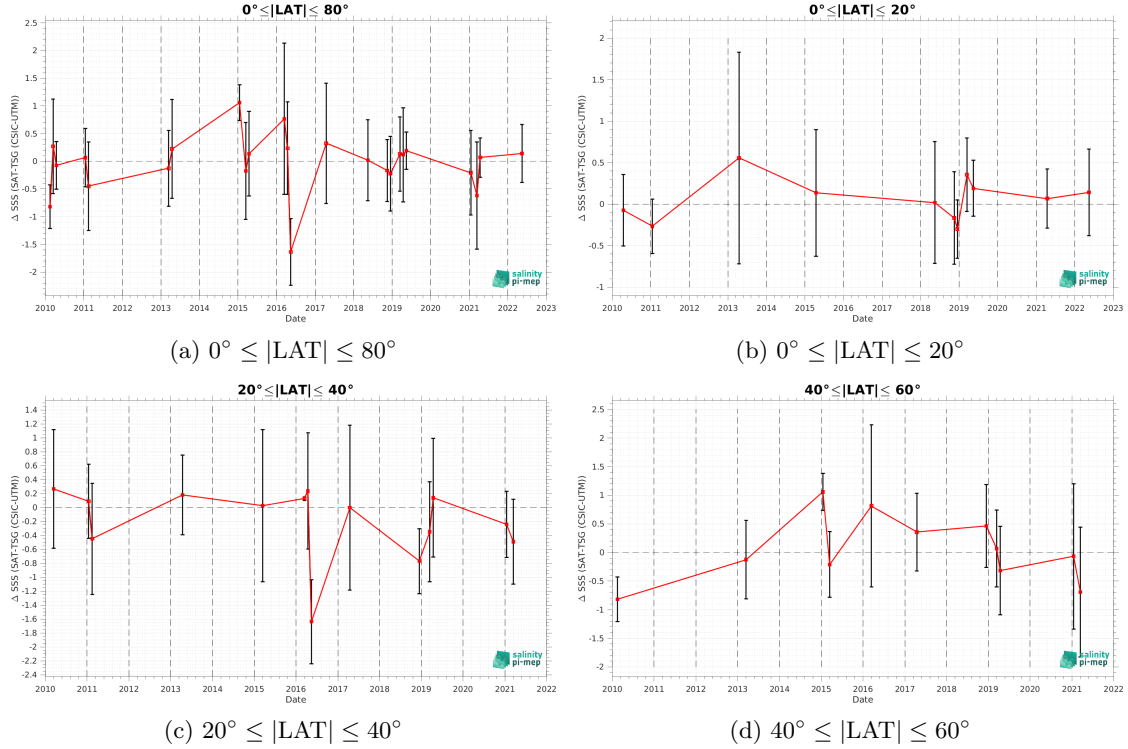 0°≤|LAT|≤ 80°
Δ SSS (SAT-TSG (CSIC-UTM))
2.5
2
1.5
1
0.5
0
-0.5
-1
-1.5
-2
2010 2011 2012 2013 2014 2015 2016 2017 2018 2019 2020 2021 2022 2023
Date
salinity
pi-mep
(a) 0° ≤ |LAT| ≤ 80°
0°≤|LAT|≤ 20°
Δ SSS (SAT-TSG (CSIC-UTM))
2
1.5
1
0.5
0
-0.5
-1
2010 2011 2012 2013 2014 2015 2016 2017 2018 2019 2020 2021 2022 2023
Date
salinity
pi-mep
(b) 0° ≤ |LAT| ≤ 20°
20°≤|LAT|≤ 40°
Δ SSS (SAT-TSG (CSIC-UTM))
1.4
1.2
1
0.8
0.6
0.4
0.2
0
-0.2
-0.4
-0.6
-0.8
-1
-1.2
-1.4
-1.6
-1.8
-2
-2.2
-2.4
2010 2011 2012 2013 2014 2015 2016 2017 2018 2019 2020 2021 2022
Date
salinity
pi-mep
(c) 20° ≤ |LAT| ≤ 40°
40°≤|LAT|≤ 60°
Δ SSS (SAT-TSG (CSIC-UTM))
2.5
2
1.5
1
0.5
0
-0.5
-1
-1.5
-2
2010 2011 2012 2013 2014 2015 2016 2017 2018 2019 2020 2021 2022
Date
salinity
pi-mep
(d) 40° ≤ |LAT| ≤ 60°